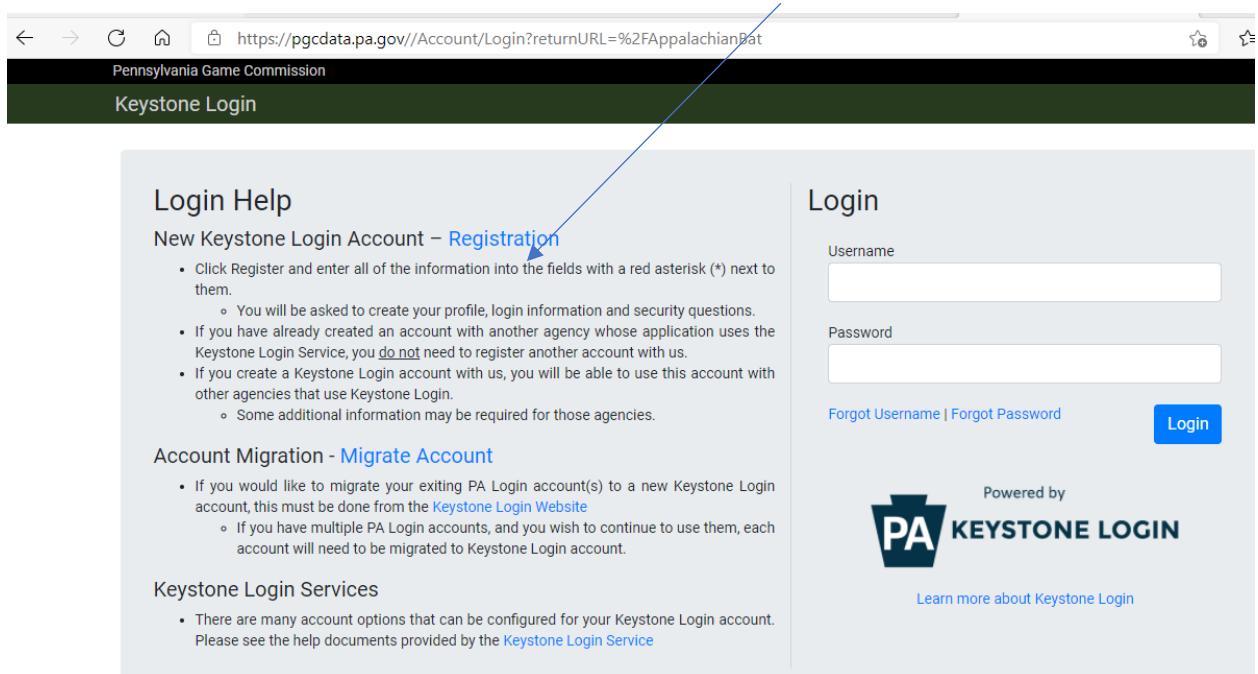 https://pgcdata.pa.gov//Account/Login?returnURL=%2FAppalachianBat
Pennsylvania Game Commission
Keystone Login
Login Help
New Keystone Login Account – Registration
• Click Register and enter all of the information into the fields with a red asterisk (*) next to
them.
◦ You will be asked to create your profile, login information and security questions.
• If you have already created an account with another agency whose application uses the
Keystone Login Service, you do not need to register another account with us.
• If you create a Keystone Login account with us, you will be able to use this account with
other agencies that use Keystone Login.
◦ Some additional information may be required for those agencies.
Account Migration - Migrate Account
• If you would like to migrate your exiting PA Login account(s) to a new Keystone Login
account, this must be done from the Keystone Login Website
◦ If you have multiple PA Login accounts, and you wish to continue to use them, each
account will need to be migrated to Keystone Login account.
Keystone Login Services
• There are many account options that can be configured for your Keystone Login account.
Please see the help documents provided by the Keystone Login Service
Login
Username
Password
Forgot Username | Forgot Password
Login
Powered by
PA KEYSTONE LOGIN
Learn more about Keystone Login